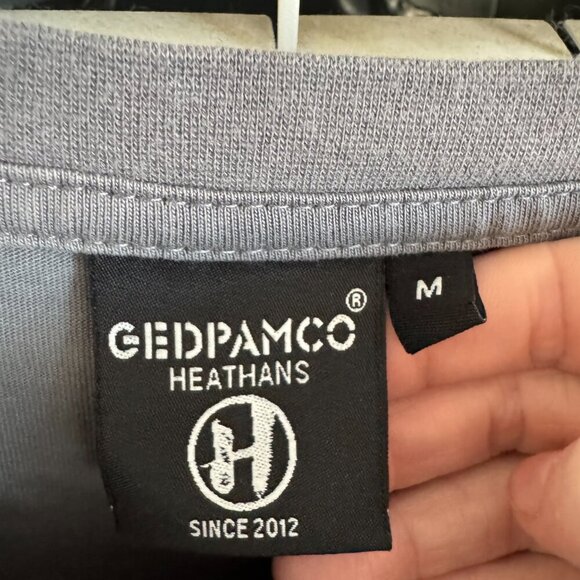 GEDPAMCO®
HEATHANS
H
SINCE 2012
M